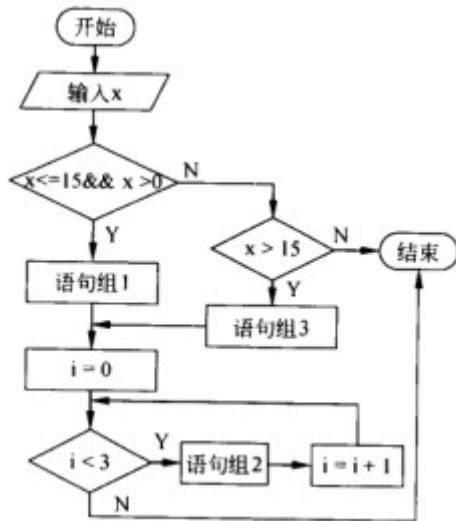 开始
输入x
x<=15&& x >0
N
Y
x > 15
N
结束
Y
语句组1
语句组3
i = 0
i < 3
Y
语句组2
i = i + 1
N